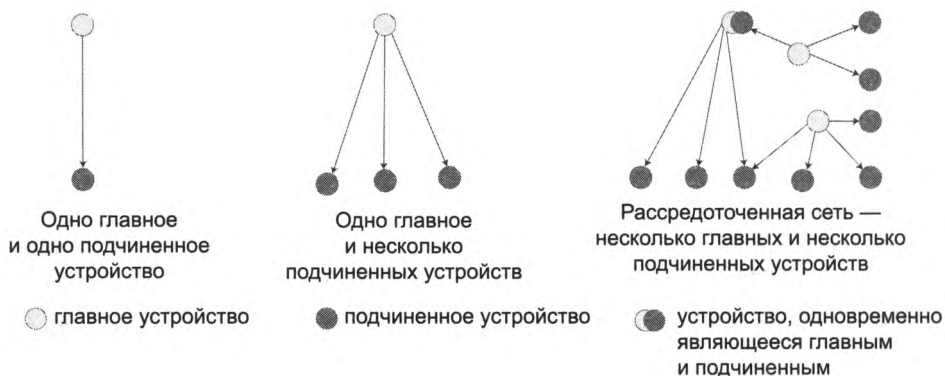 Одно главное
и одно подчиненное
устройство
Одно главное
и несколько
подчиненных устройств
Рассредоточенная сеть —
несколько главных и несколько
подчиненных устройств
главное устройство
подчиненное устройство
устройство, одновременно
являющееся главным
и подчиненным